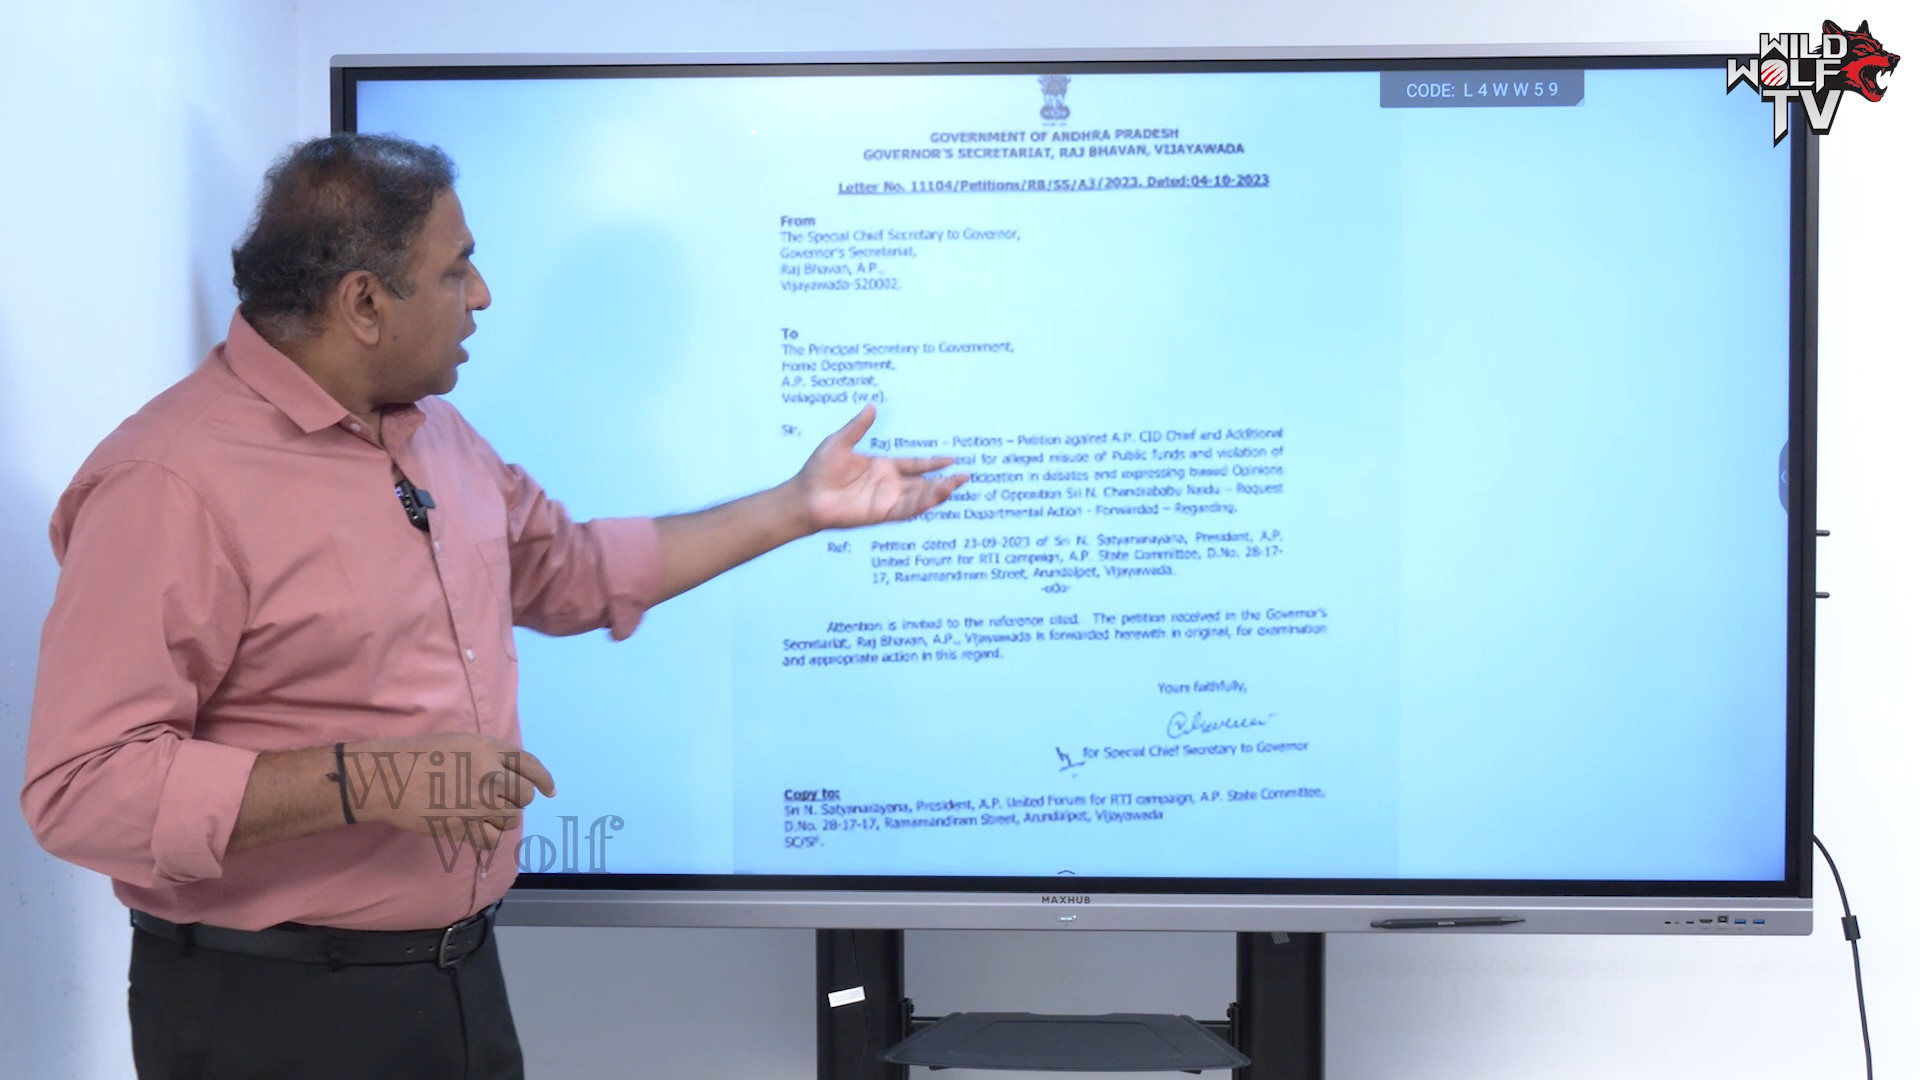 WILD
WOLF
TV
CODE: L4WW59
GOVERNMENT OF ANDHRA PRADESH
GOVERNOR'S SECRETARIAT, RAJ BHAVAN, VIJAYAWADA
Letter No. 11104/Petitions/RB/SS/A3/2023, Dated:04-10-2023
From
The Special Chief Secretary to Governor,
Governor's Secretariat,
Raj Bhavan, A.P.,
Vijayawada-520002.
To
The Principal Secretary to Government,
Home Department,
A.P. Secretariat,
Velagapudi (w.e).
Sir,
Raj Bhavan – Petitions – Petition against A.P. CID Chief and Additional
for alleged misuse of Public funds and violation of
in debates and expressing biased Opinions
of Opposition Sri N. Chandrababu Naidu – Request
Departmental Action - Forwarded – Regarding.
Ref: Petition dated 23-09-2023 of Sri N. Satyanarayana, President, A.P.
United Forum for RTI campaign, A.P. State Committee, D.No. 28-17-
17, Ramamandiram Street, Arundalpet, Vijayawada.
-o0o-
Attention is invited to the reference cited. The petition received in the Governor's
Secretariat, Raj Bhavan, A.P., Vijayawada is forwarded herewith in original, for examination
and appropriate action in this regard.
Yours faithfully,
for Special Chief Secretary to Governor
Copy to:
Sri N. Satyanarayana, President, A.P. United Forum for RTI campaign, A.P. State Committee,
D.No. 28-17-17, Ramamandiram Street, Arundalpet, Vijayawada
SC/SF.
Wild
Wolf
MAXHUB